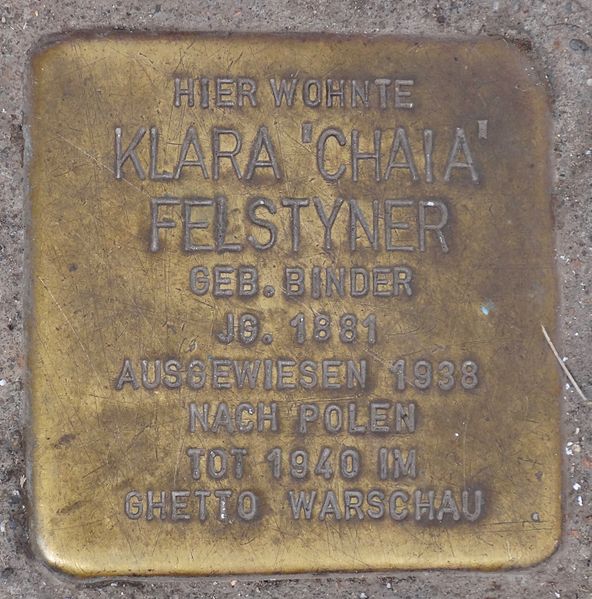 HIER WOHNTE
KLARA 'CHAIA'
FELSTYNER
GEB. BINDER
JG. 1881
AUSGEWIESEN 1938
NACH POLEN
TOT 1940 IM
GHETTO WARSCHAU